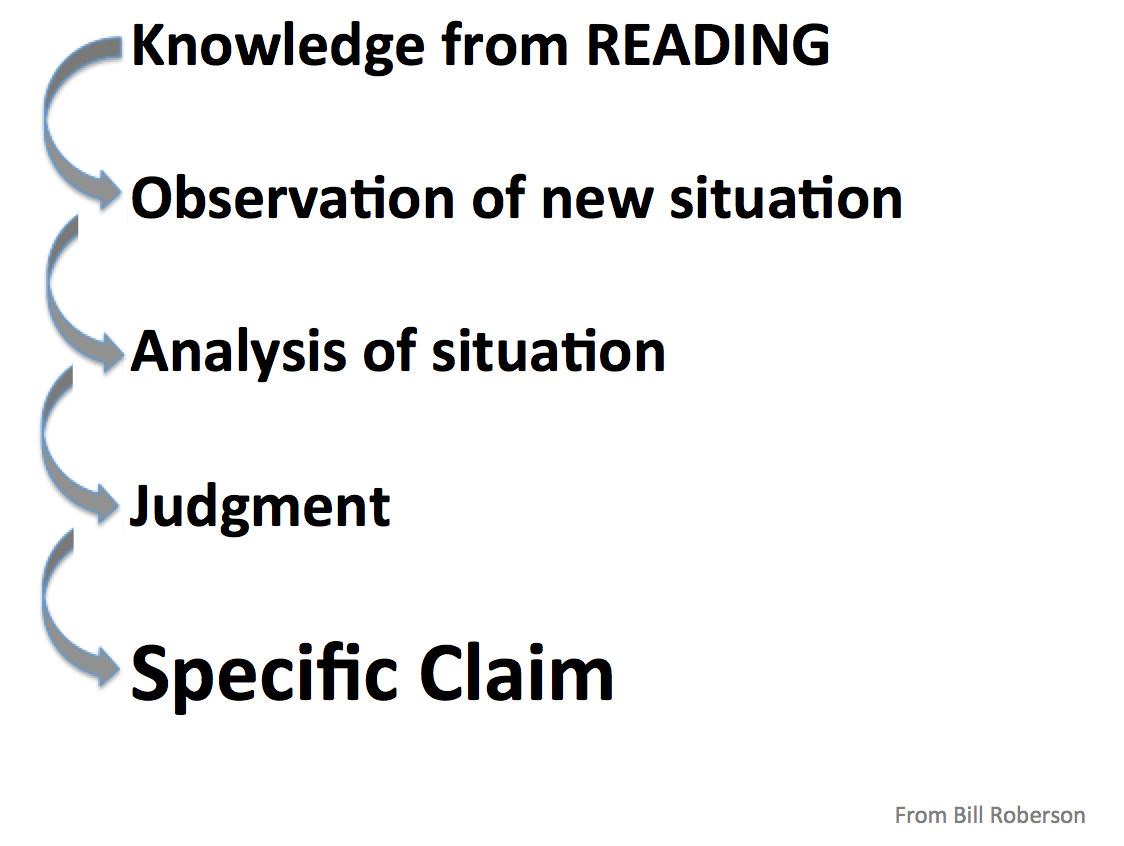 Knowledge from READING
Observation of new situation
Analysis of situation
Judgment
Specific Claim
From Bill Roberson